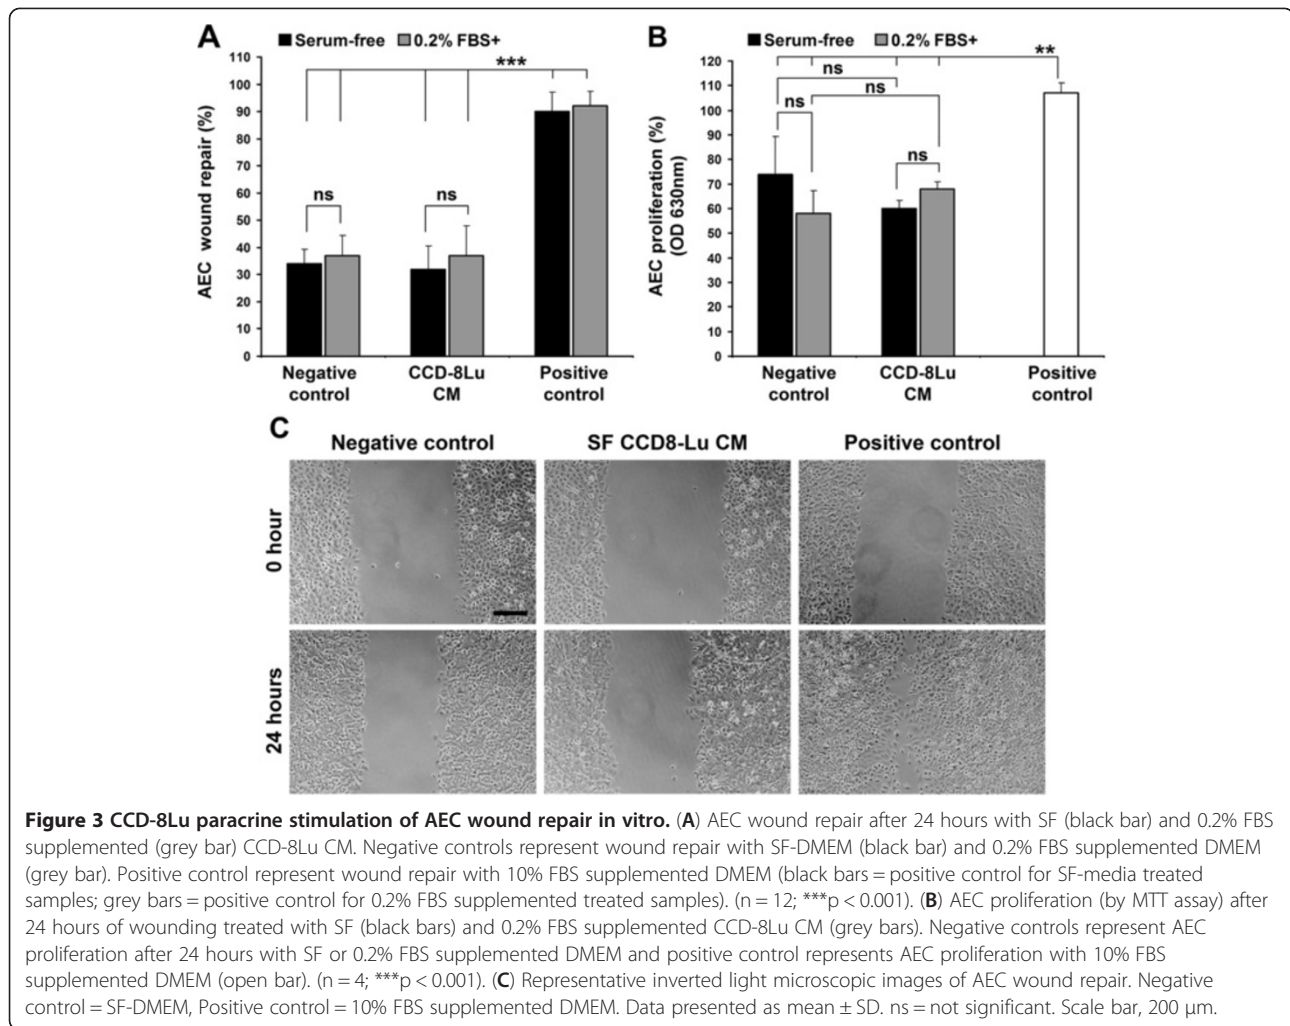 A
Serum-free 0.2% FBS+
AEC wound repair (%)
110
100
90
80
70
60
50
40
30
20
10
0
***
ns
ns
Negative control
CCD-8Lu CM
Positive control
B
Serum-free 0.2% FBS+
AEC proliferation (%)
(OD 630nm)
120
110
100
90
80
70
60
50
40
30
20
10
0
**
ns
ns
ns
ns
Negative control
CCD-8Lu CM
Positive control
C
Negative control
SF CCD8-Lu CM
Positive control
0 hour
24 hours
Figure 3 CCD-8Lu paracrine stimulation of AEC wound repair in vitro. (A) AEC wound repair after 24 hours with SF (black bar) and 0.2% FBS
supplemented (grey bar) CCD-8Lu CM. Negative controls represent wound repair with SF-DMEM (black bar) and 0.2% FBS supplemented DMEM
(grey bar). Positive control represent wound repair with 10% FBS supplemented DMEM (black bars = positive control for SF-media treated
samples; grey bars = positive control for 0.2% FBS supplemented treated samples). (n = 12; ***p < 0.001). (B) AEC proliferation (by MTT assay) after
24 hours of wounding treated with SF (black bars) and 0.2% FBS supplemented CCD-8Lu CM (grey bars). Negative controls represent AEC
proliferation after 24 hours with SF or 0.2% FBS supplemented DMEM and positive control represents AEC proliferation with 10% FBS
supplemented DMEM (open bar). (n = 4; ***p < 0.001). (C) Representative inverted light microscopic images of AEC wound repair. Negative
control = SF-DMEM, Positive control = 10% FBS supplemented DMEM. Data presented as mean ± SD. ns = not significant. Scale bar, 200 μm.